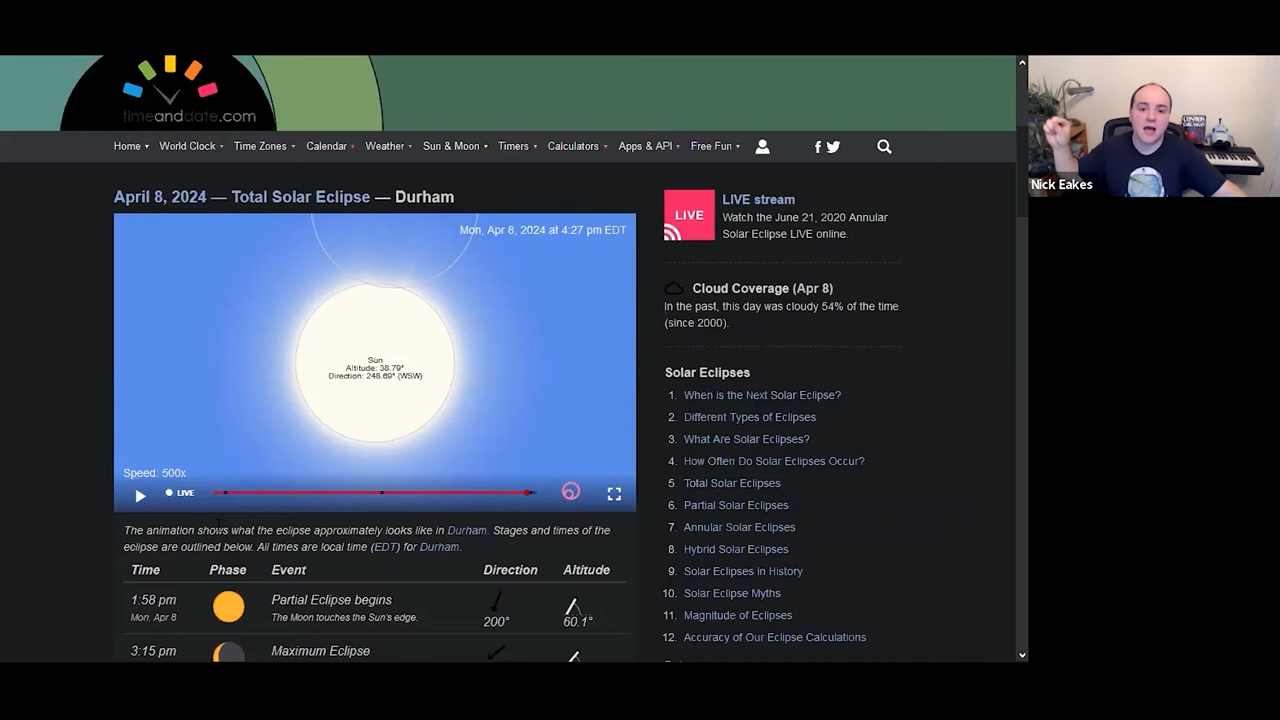 timeanddate.com
Home World Clock Time Zones Calendar Weather Sun & Moon Timers Calculators Apps & API Free Fun
Nick Eakes
April 8, 2024 — Total Solar Eclipse — Durham
Mon, Apr 8, 2024 at 4:27 pm EDT
Sun
Altitude: 38.79°
Direction: 248.69° (WSW)
Speed: 500x
LIVE
The animation shows what the eclipse approximately looks like in Durham. Stages and times of the
eclipse are outlined below. All times are local time (EDT) for Durham.
Time Phase Event Direction Altitude
1:58 pm Partial Eclipse begins
Mon, Apr 8 The Moon touches the Sun's edge. 200° 60.1°
3:15 pm Maximum Eclipse
LIVE
LIVE stream
Watch the June 21, 2020 Annular
Solar Eclipse LIVE online.
Cloud Coverage (Apr 8)
In the past, this day was cloudy 54% of the time
(since 2000).
Solar Eclipses
1. When is the Next Solar Eclipse?
2. Different Types of Eclipses
3. What Are Solar Eclipses?
4. How Often Do Solar Eclipses Occur?
5. Total Solar Eclipses
6. Partial Solar Eclipses
7. Annular Solar Eclipses
8. Hybrid Solar Eclipses
9. Solar Eclipses in History
10. Solar Eclipse Myths
11. Magnitude of Eclipses
12. Accuracy of Our Eclipse Calculations